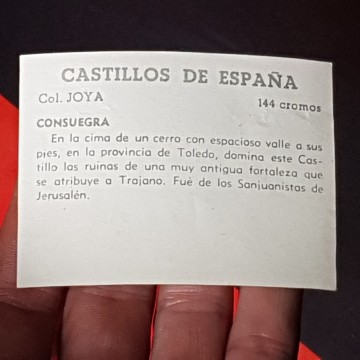 CASTILLOS DE ESPAÑA
Col. JOYA 144 cromos
CONSUEGRA
En la cima de un cerro con espacioso valle a sus
pies, en la provincia de Toledo, domina este Cas-
tillo las ruinas de una muy antigua fortaleza que
se atribuye a Trajano. Fué de los Sanjuanistas de
Jerusalén.